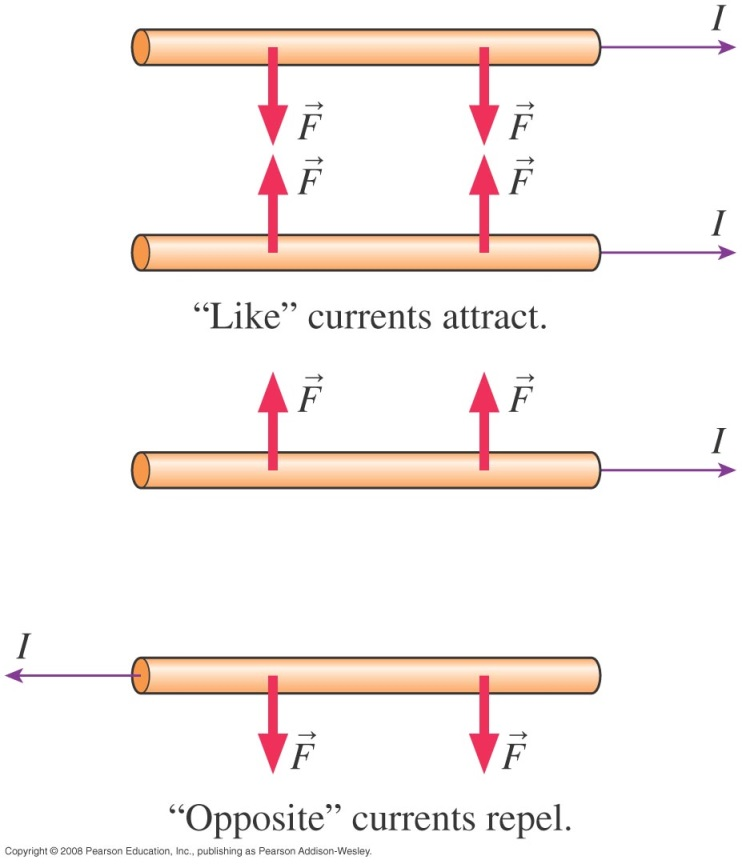 I
F
F
F
F
I
“Like” currents attract.
F
F
I
I
F
F
“Opposite” currents repel.
Copyright © 2008 Pearson Education, Inc., publishing as Pearson Addison-Wesley.